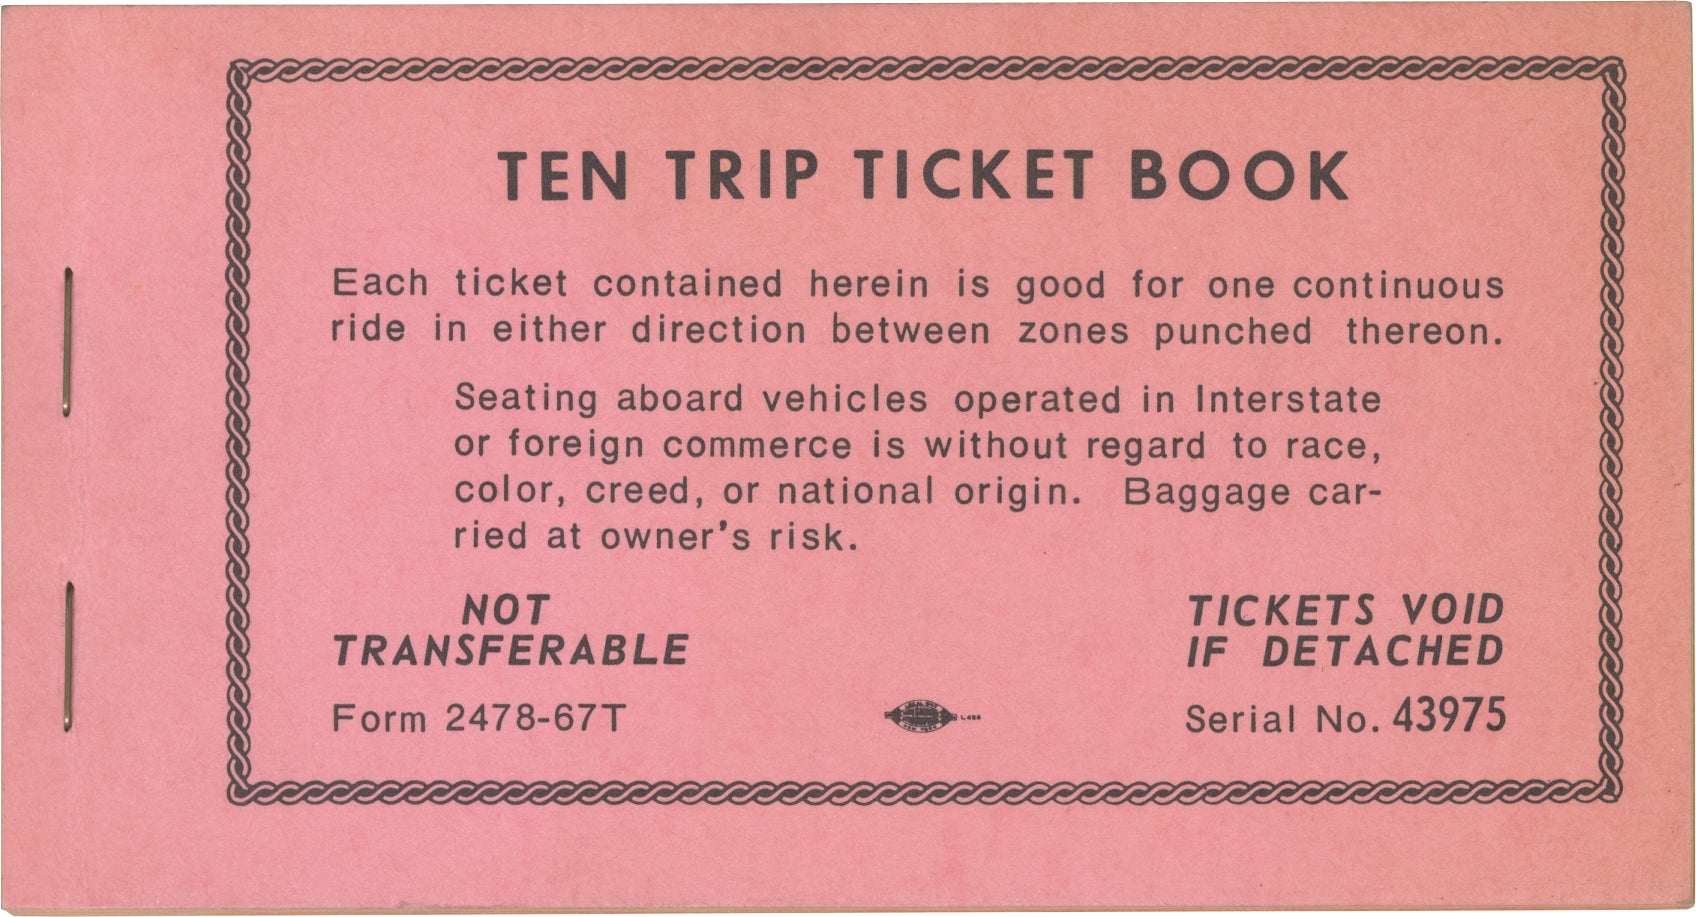 TEN TRIP TICKET BOOK
Each ticket contained herein is good for one continuous
ride in either direction between zones punched thereon.
Seating aboard vehicles operated in Interstate
or foreign commerce is without regard to race,
color, creed, or national origin. Baggage car-
ried at owner's risk.
NOT
TRANSFERABLE
TICKETS VOID
IF DETACHED
Form 2478-67T
Serial No. 43975